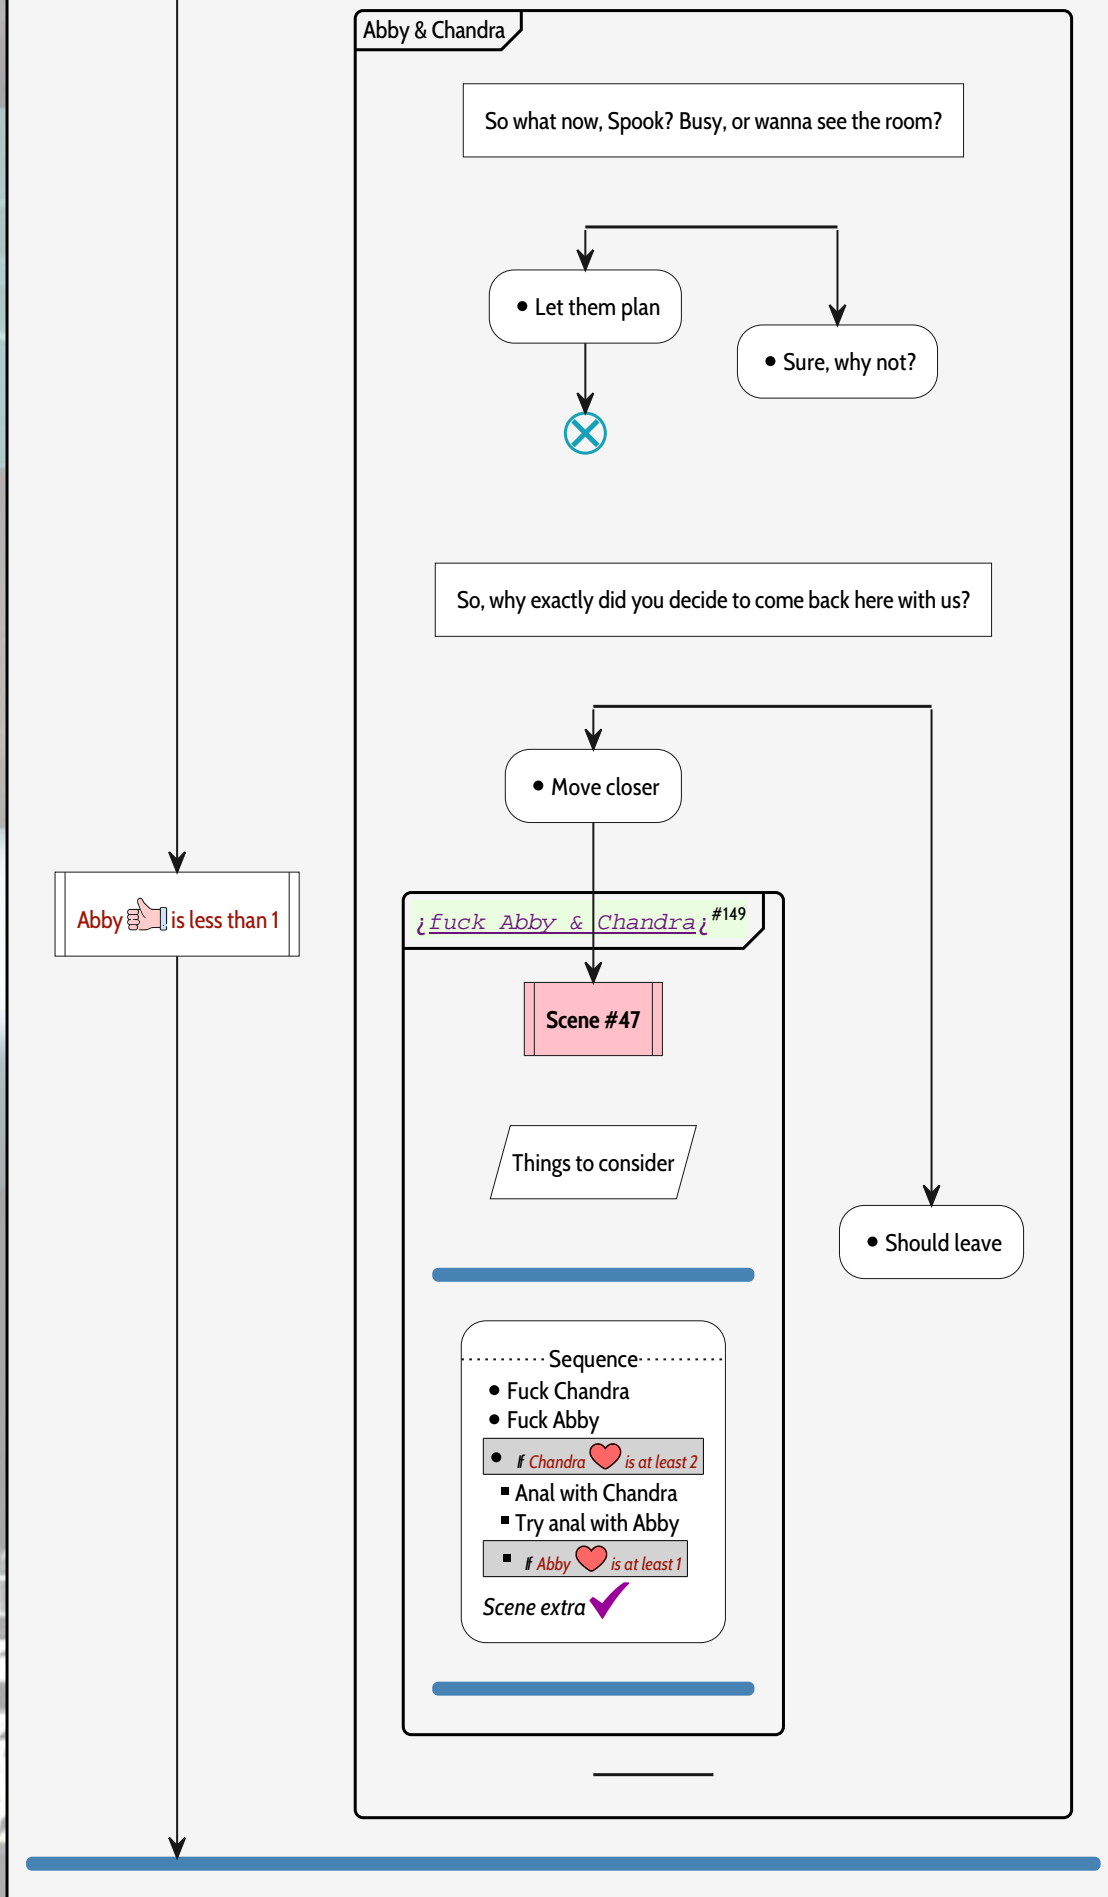 Abby & Chandra
So what now, Spook? Busy, or wanna see the room?
Let them plan
Sure, why not?
So, why exactly did you decide to come back here with us?
Move closer
Abby is less than 1
¿fuck Abby & Chandra¿#149
Scene #47
Things to consider
Should leave
Sequence
Fuck Chandra
Fuck Abby
If Chandra is at least 2
Anal with Chandra
Try anal with Abby
If Abby is at least 1
Scene extra